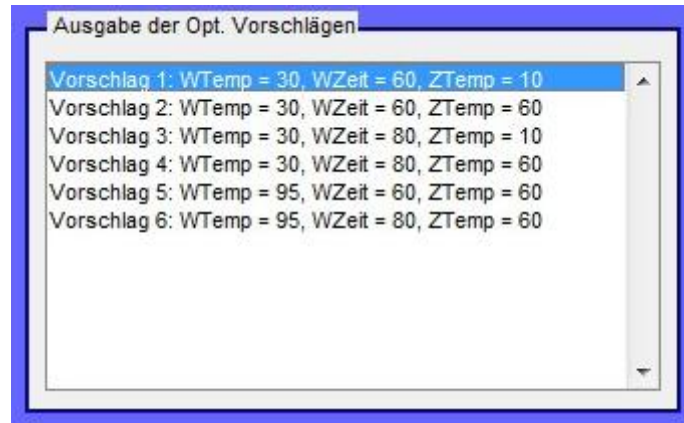 Ausgabe der Opt. Vorschlägen
Vorschlag 1: WTemp = 30, WZeit = 60, ZTemp = 10
Vorschlag 2: WTemp = 30, WZeit = 60, ZTemp = 60
Vorschlag 3: WTemp = 30, WZeit = 80, ZTemp = 10
Vorschlag 4: WTemp = 30, WZeit = 80, ZTemp = 60
Vorschlag 5: WTemp = 95, WZeit = 60, ZTemp = 60
Vorschlag 6: WTemp = 95, WZeit = 80, ZTemp = 60